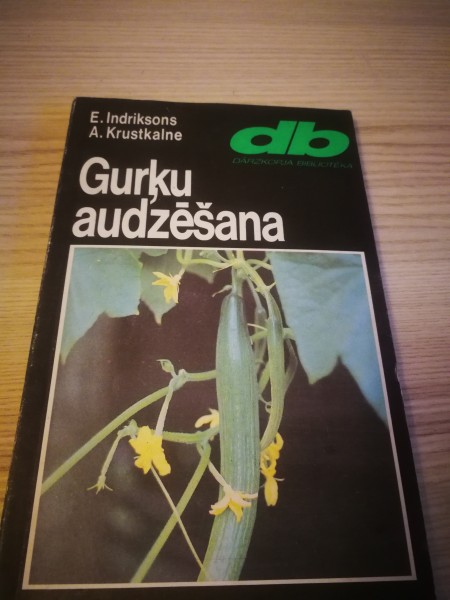 E. Indriksons
A. Krustkalne
db
DĀRZKOPJA BIBLIOTĒKA
Gurķu
audzēšana